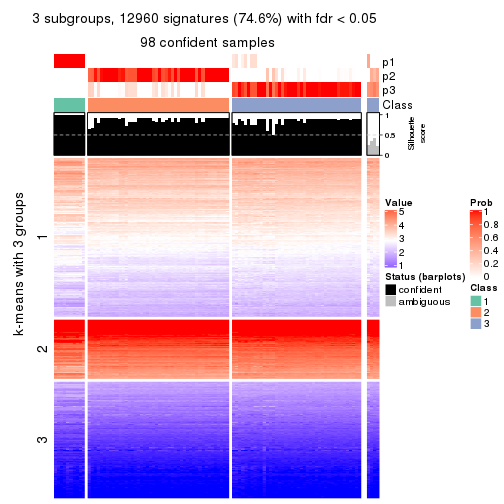 3 subgroups, 12960 signatures (74.6%) with fdr < 0.05
98 confident samples
p1
p2
p3
Class
1
0.5
0
Silhouette
score
k-means with 3 groups
1
2
3
Value
5
4
3
2
1
Status (barplots)
confident
ambiguous
Prob
1
0.8
0.6
0.4
0.2
0
Class
1
2
3